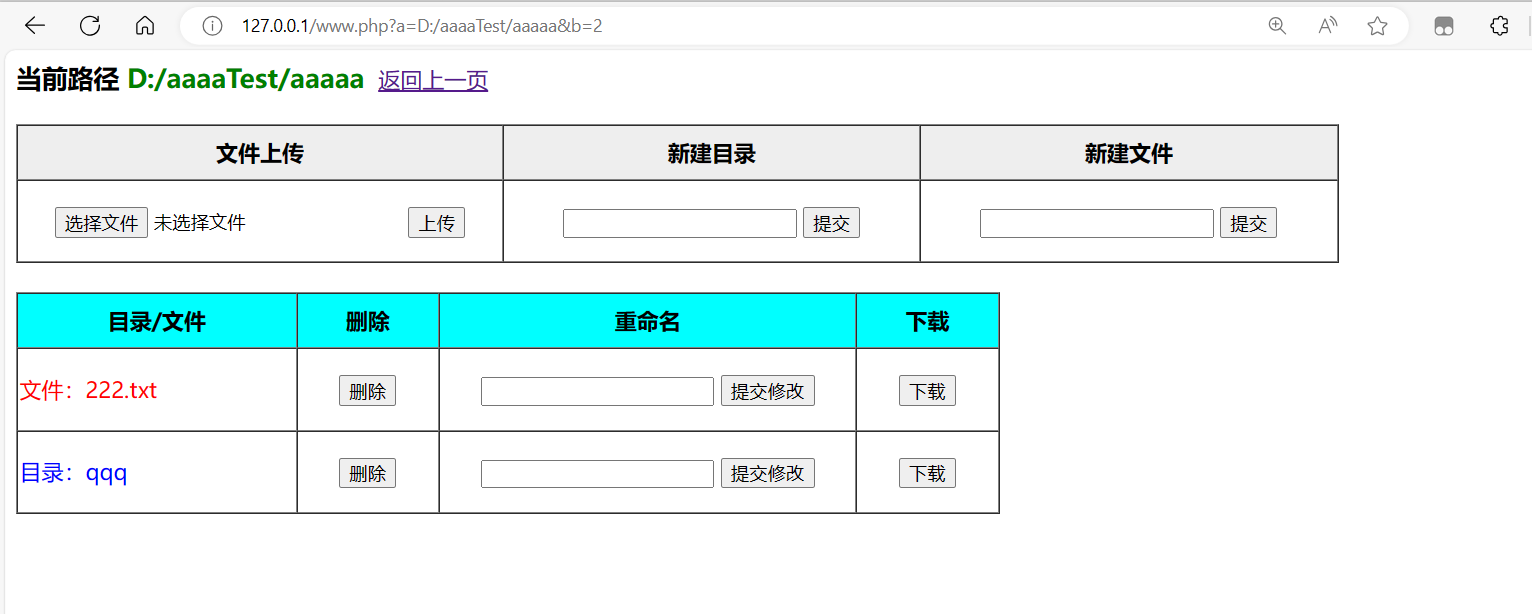 127.0.0.1/www.php?a=D:/aaaaTest/aaaaa&b=2
当前路径 D:/aaaaTest/aaaaa 返回上一页
文件上传 新建目录 新建文件
选择文件 未选择文件 上传 提交 提交
目录/文件 删除 重命名 下载
文件：222.txt 删除 提交修改 下载
目录：qqq 删除 提交修改 下载